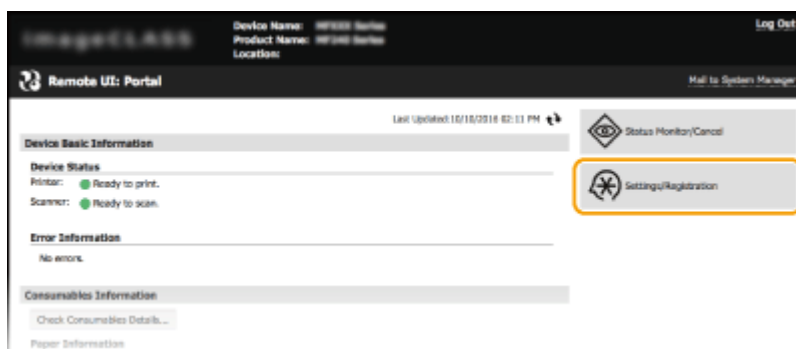 imageCLASS
Device Name:
Product Name:
Location:
Log Out
Remote UI: Portal
Mail to System Manager
Last Updated:10/10/2016 02:11 PM
Device Basic Information
Device Status
Printer: Ready to print.
Scanner: Ready to scan.
Error Information
No errors.
Consumables Information
Check Consumables Details...
Paper Information
Status Monitor/Cancel
Settings/Registration